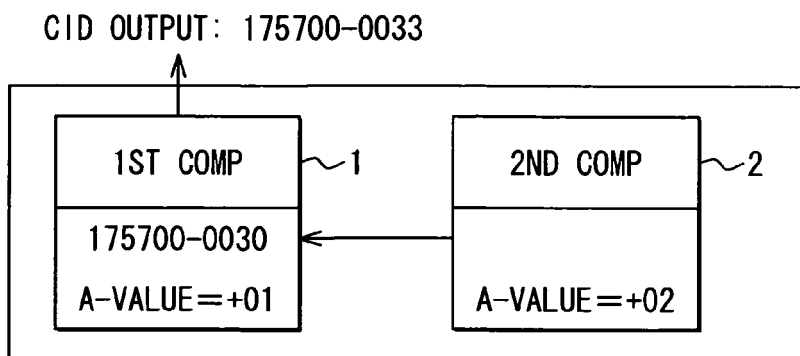 CID OUTPUT: 175700-0033
1ST COMP
1
2ND COMP
2
175700-0030
A-VALUE=+01
A-VALUE=+02